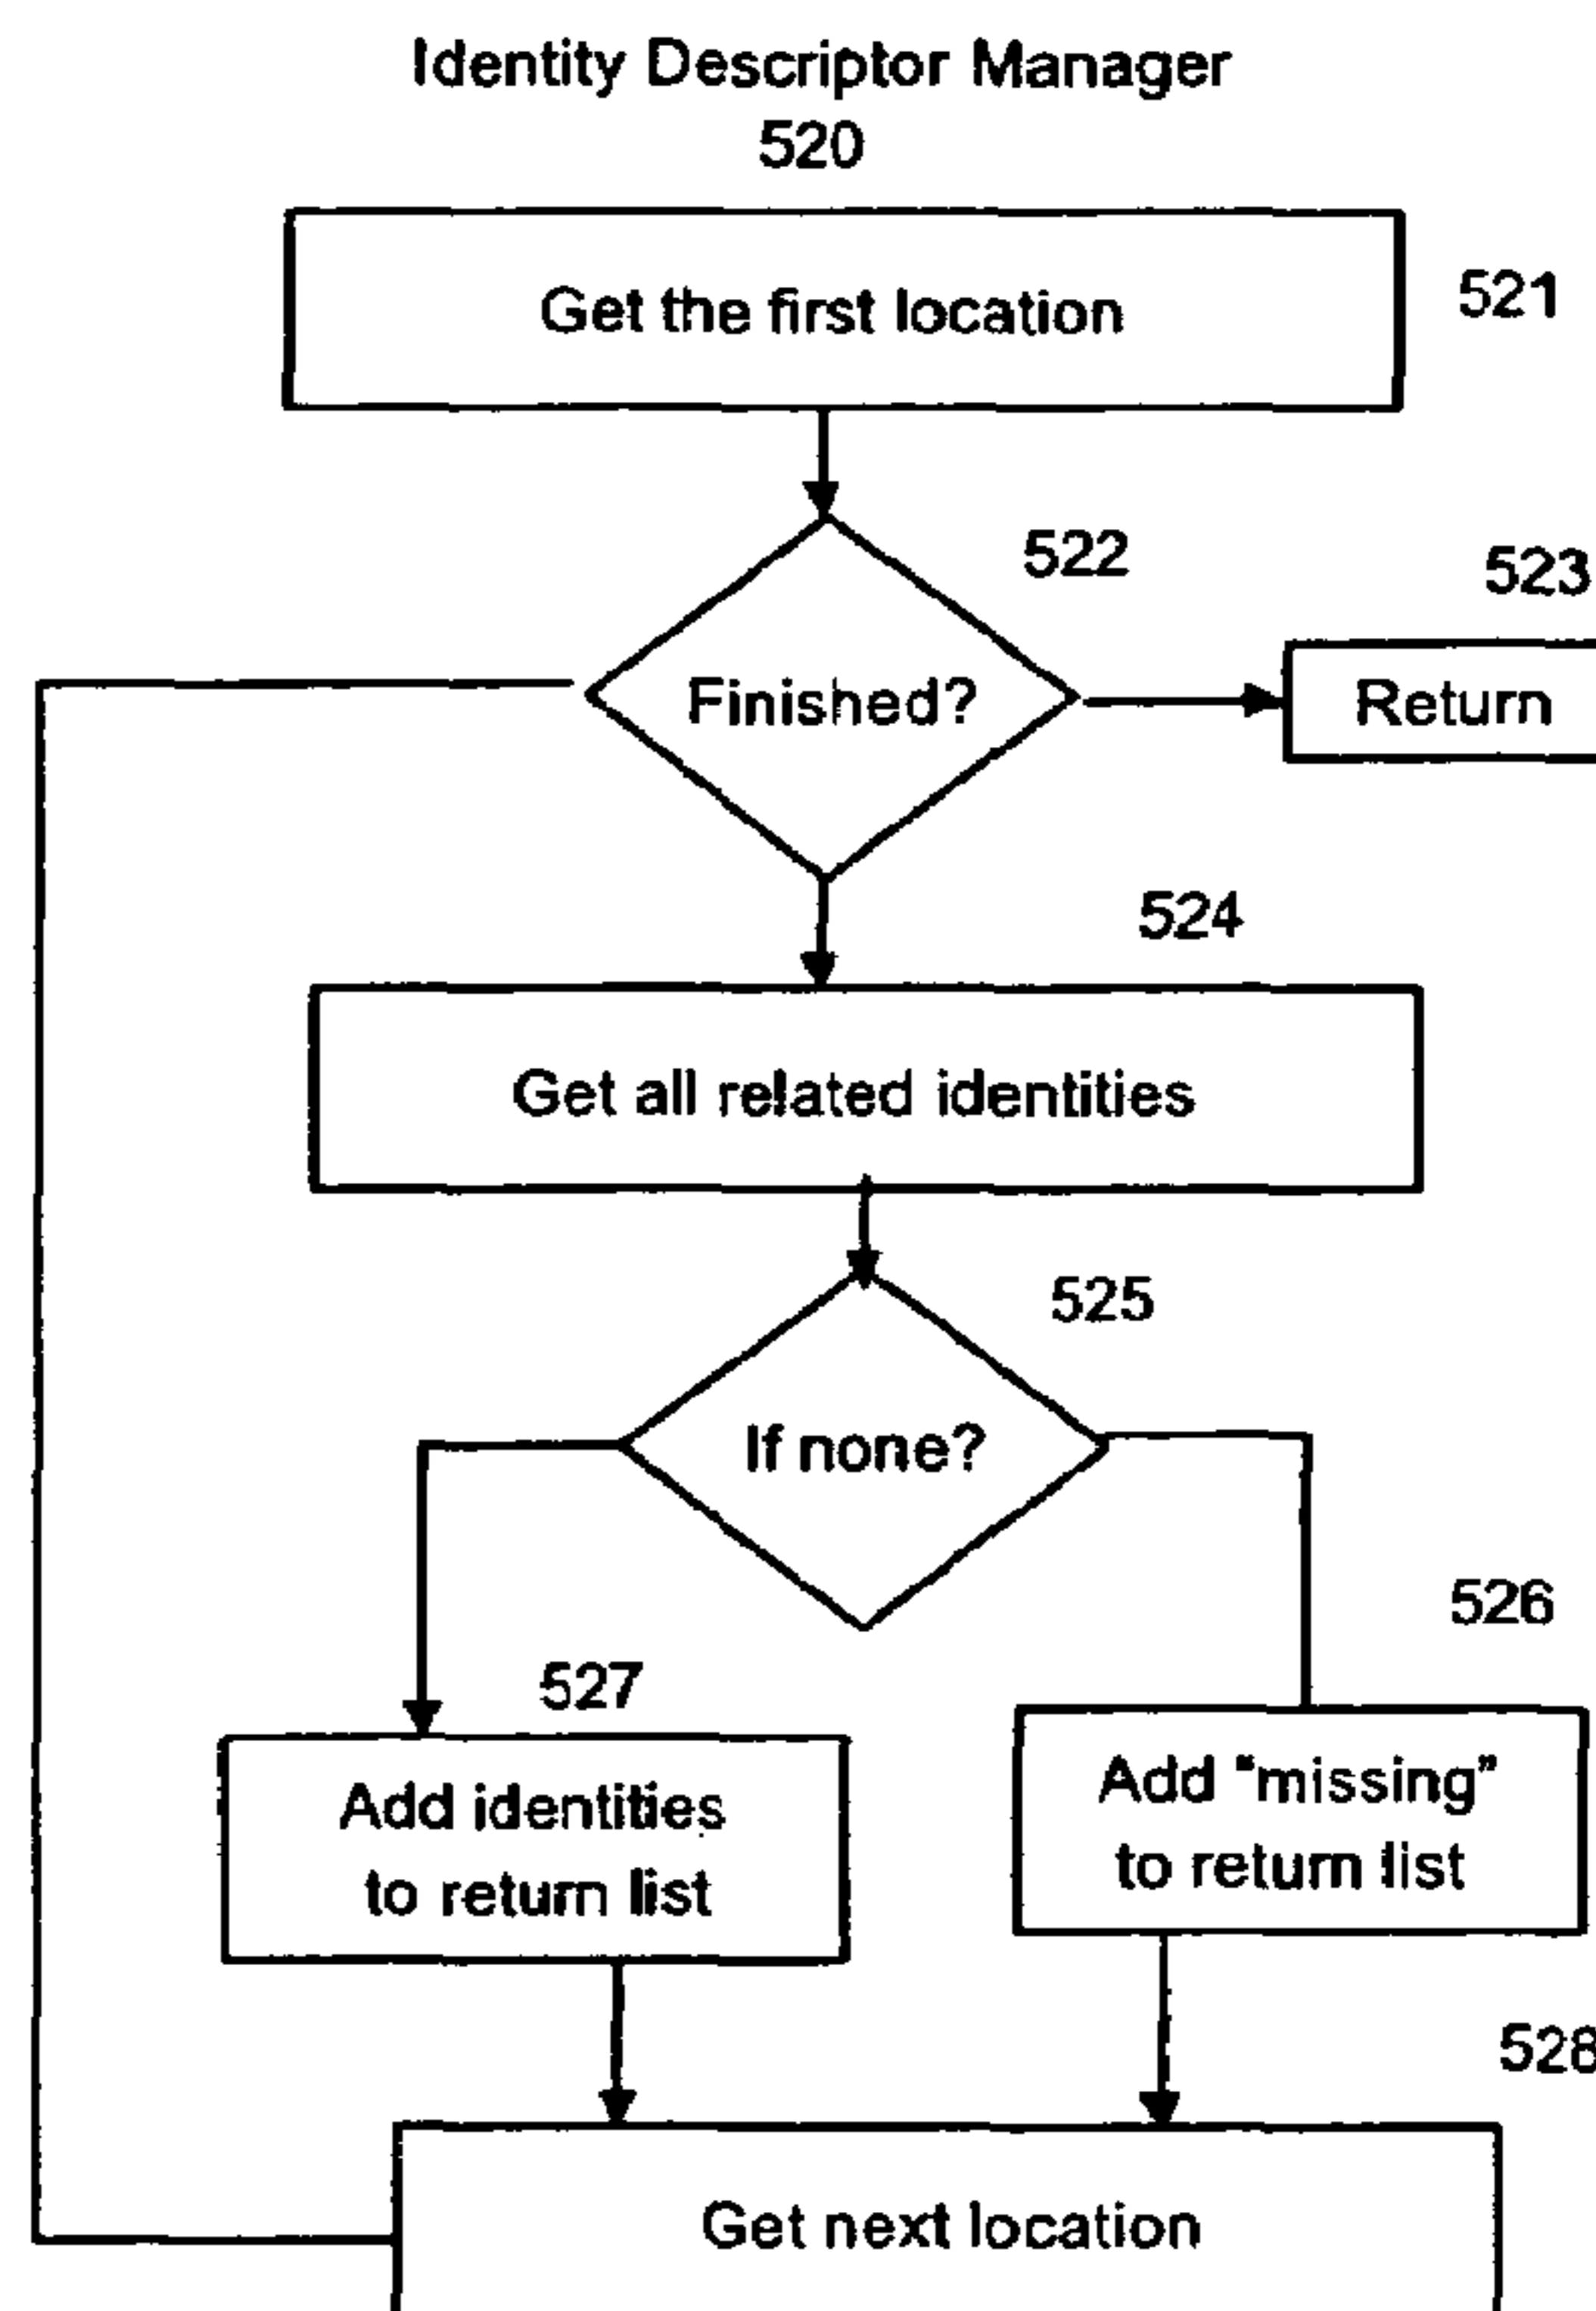 Identity Descriptor Manager
520
Get the first location
521
522
523
Finished?
Return
524
Get all related identities
525
If none?
526
527
Add identities
to return list
Add “missing”
to return list
528
Get next location